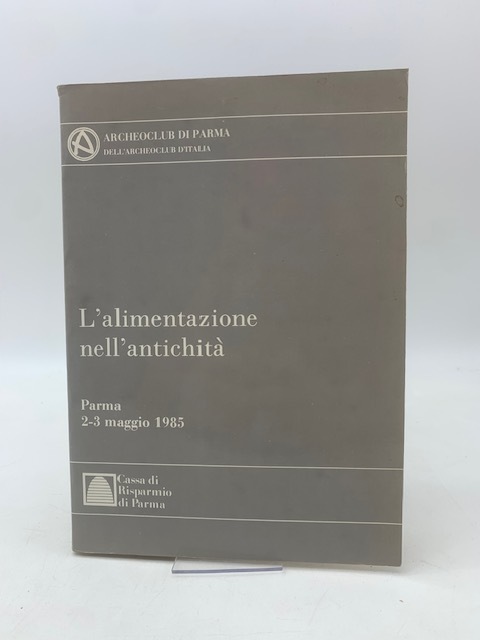 ARCHEOCLUB DI PARMA
DELL'ARCHEOCLUB D'ITALIA
L'alimentazione
nell'antichità
Parma
2-3 maggio 1985
Cassa di
Risparmio
di Parma